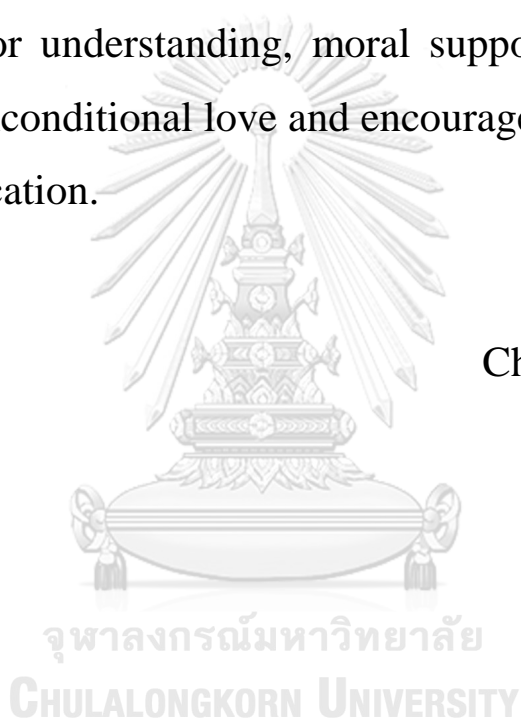 or understanding, moral suppo
conditional love and encourage
cation.
Ch
จุฬาลงกรณ์มหาวิทยาลัย
CHULALONGKORN UNIVERSITY